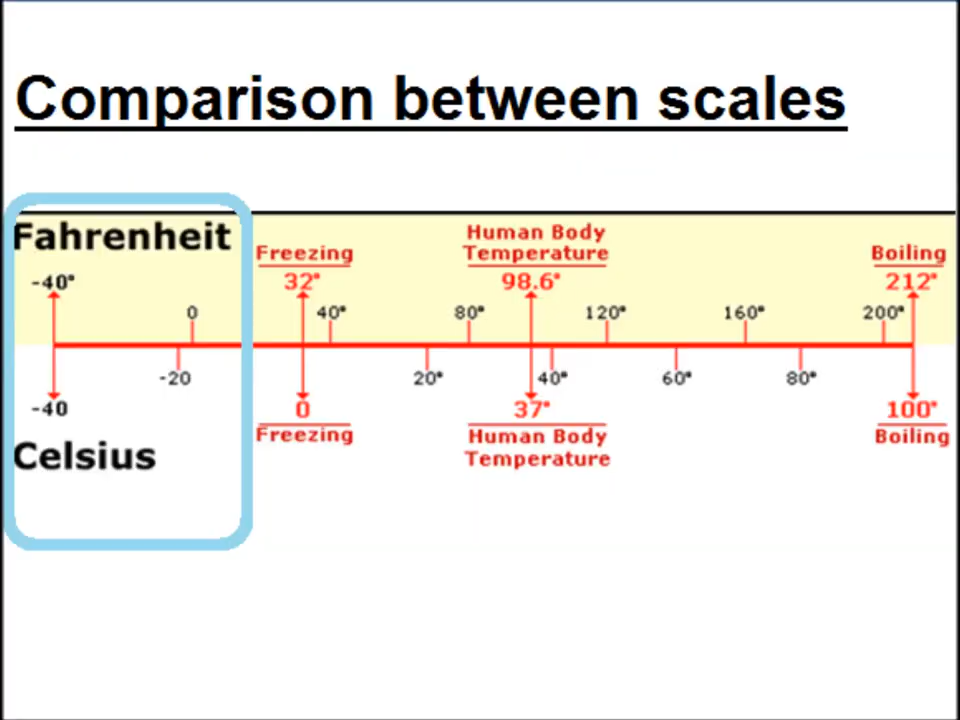 Comparison between scales
Fahrenheit
Freezing
Human Body
Temperature
Boiling
-40°
32°
98.6°
212°
0
40°
80°
120°
160°
200°
-20
20°
40°
60°
80°
-40
0
37°
100°
Celsius
Freezing
Human Body
Temperature
Boiling